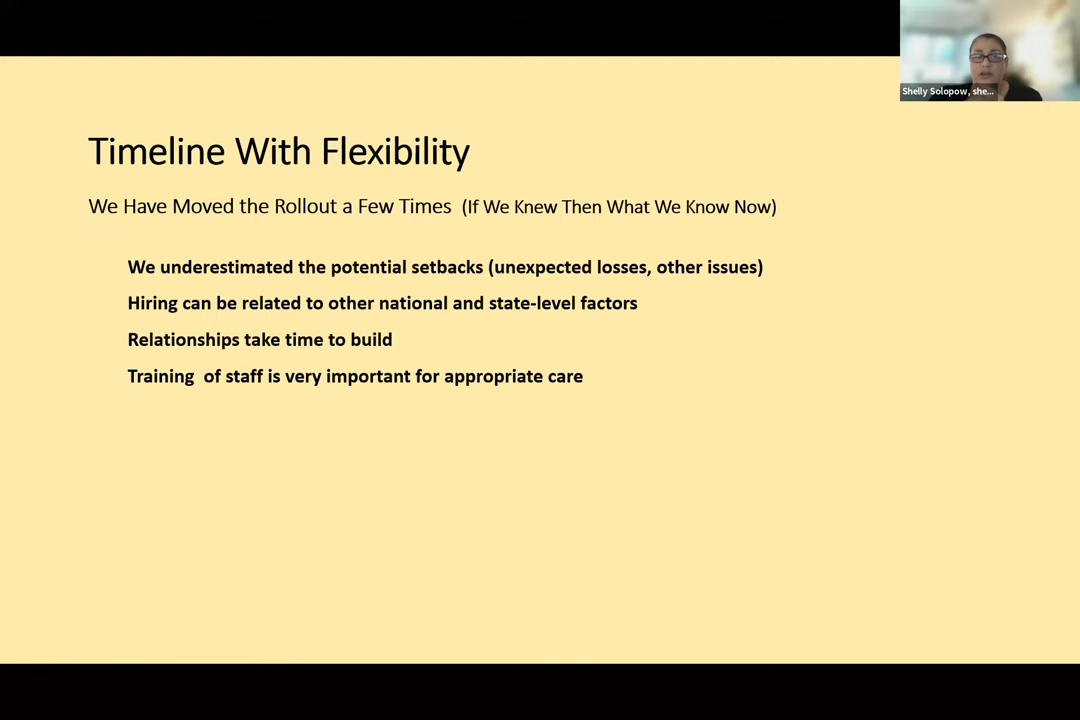 Shelly Solopow, she...
Timeline With Flexibility
We Have Moved the Rollout a Few Times (If We Knew Then What We Know Now)
We underestimated the potential setbacks (unexpected losses, other issues)
Hiring can be related to other national and state-level factors
Relationships take time to build
Training of staff is very important for appropriate care